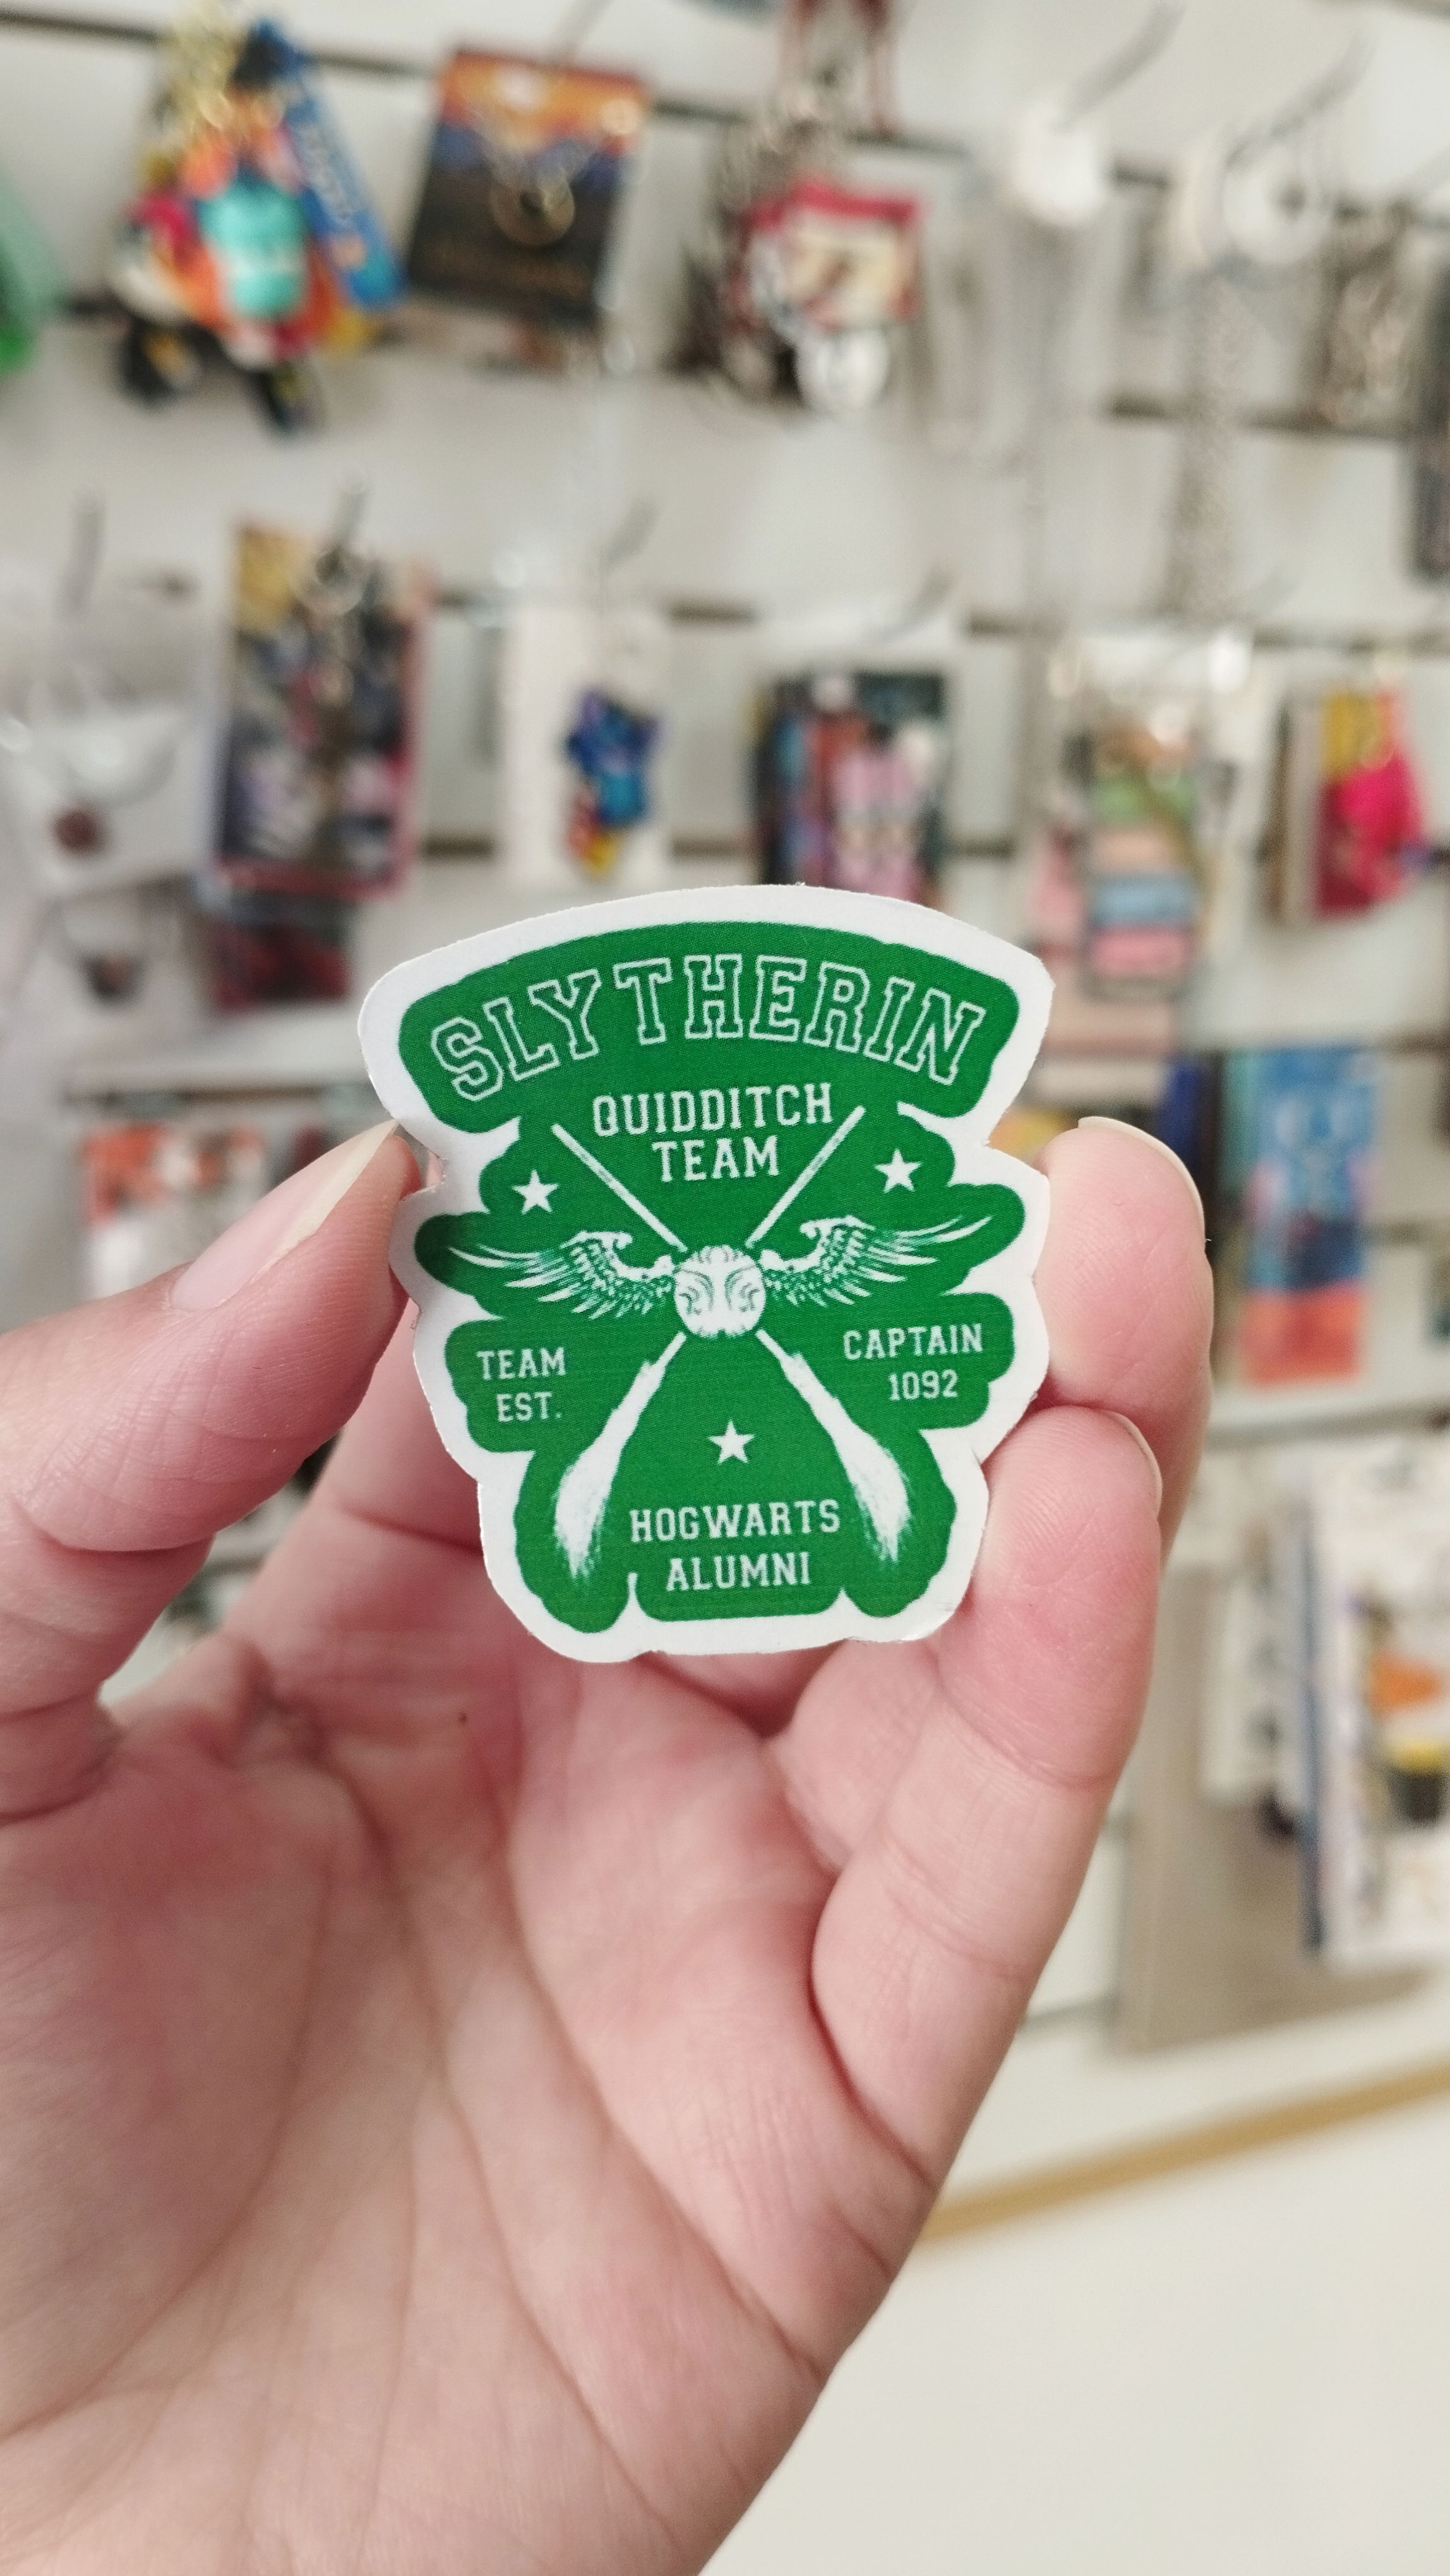 SLYTHERIN
QUIDDITCH
TEAM
TEAM
EST.
CAPTAIN
1092
HOGWARTS
ALUMNI